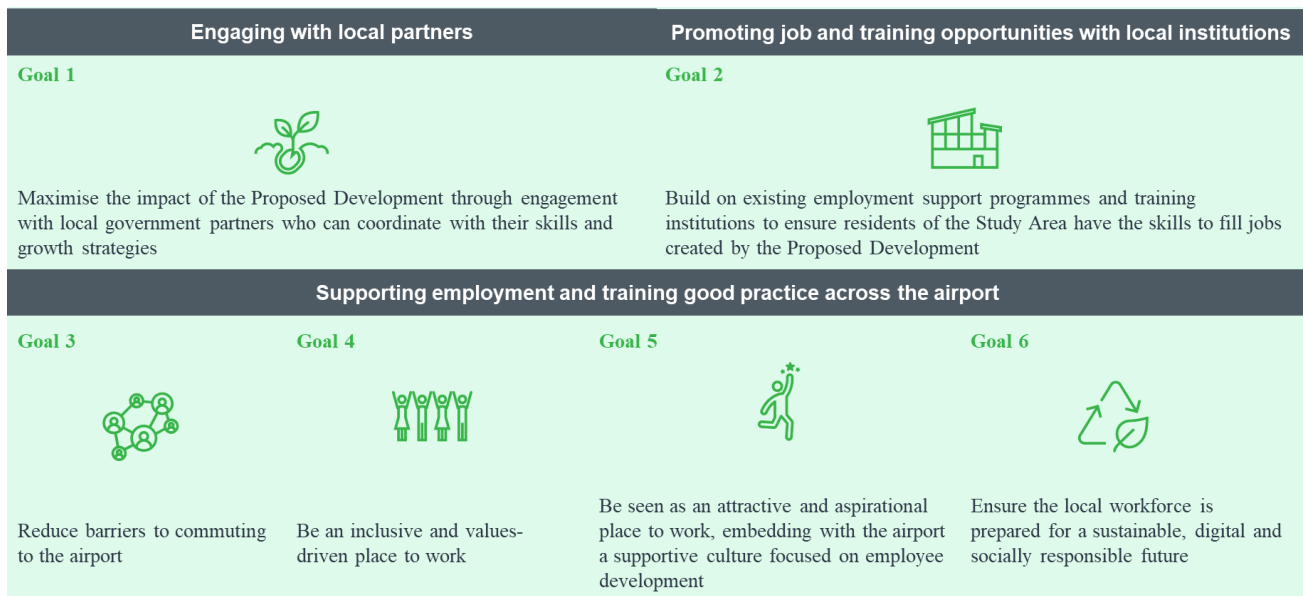 Engaging with local partners
Promoting job and training opportunities with local institutions
Goal 1
Maximise the impact of the Proposed Development through engagement
with local government partners who can coordinate with their skills and
growth strategies
Goal 2
Build on existing employment support programmes and training
institutions to ensure residents of the Study Area have the skills to fill jobs
created by the Proposed Development
Supporting employment and training good practice across the airport
Goal 3
Reduce barriers to commuting
to the airport
Goal 4
Be an inclusive and values-
driven place to work
Goal 5
Be seen as an attractive and aspirational
place to work, embedding with the airport
a supportive culture focused on employee
development
Goal 6
Ensure the local workforce is
prepared for a sustainable, digital and
socially responsible future